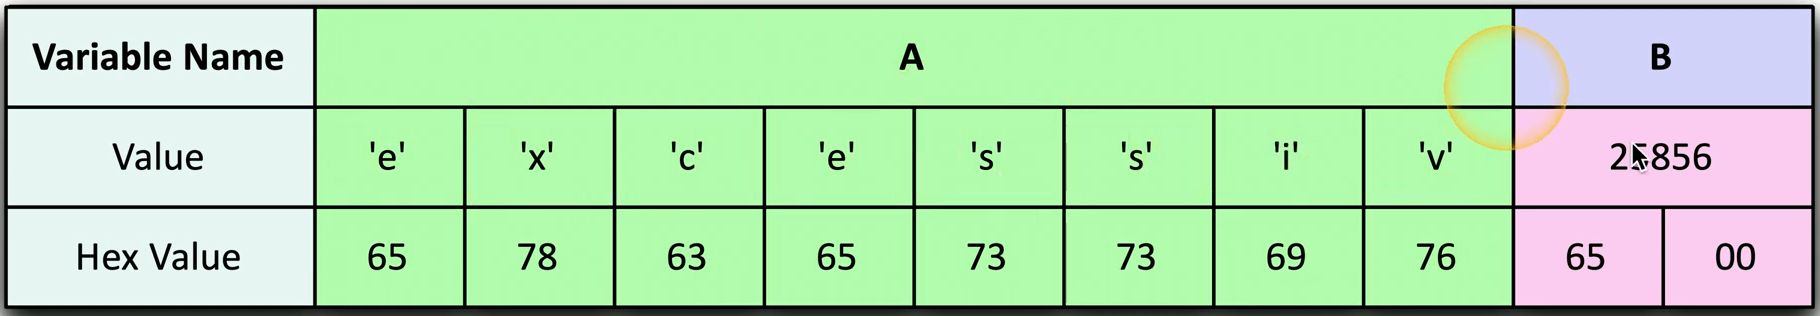 Variable Name A B
Value 'e' 'x' 'c' 'e' 's' 's' 'i' 'v' 25856
Hex Value 65 78 63 65 73 73 69 76 65 00